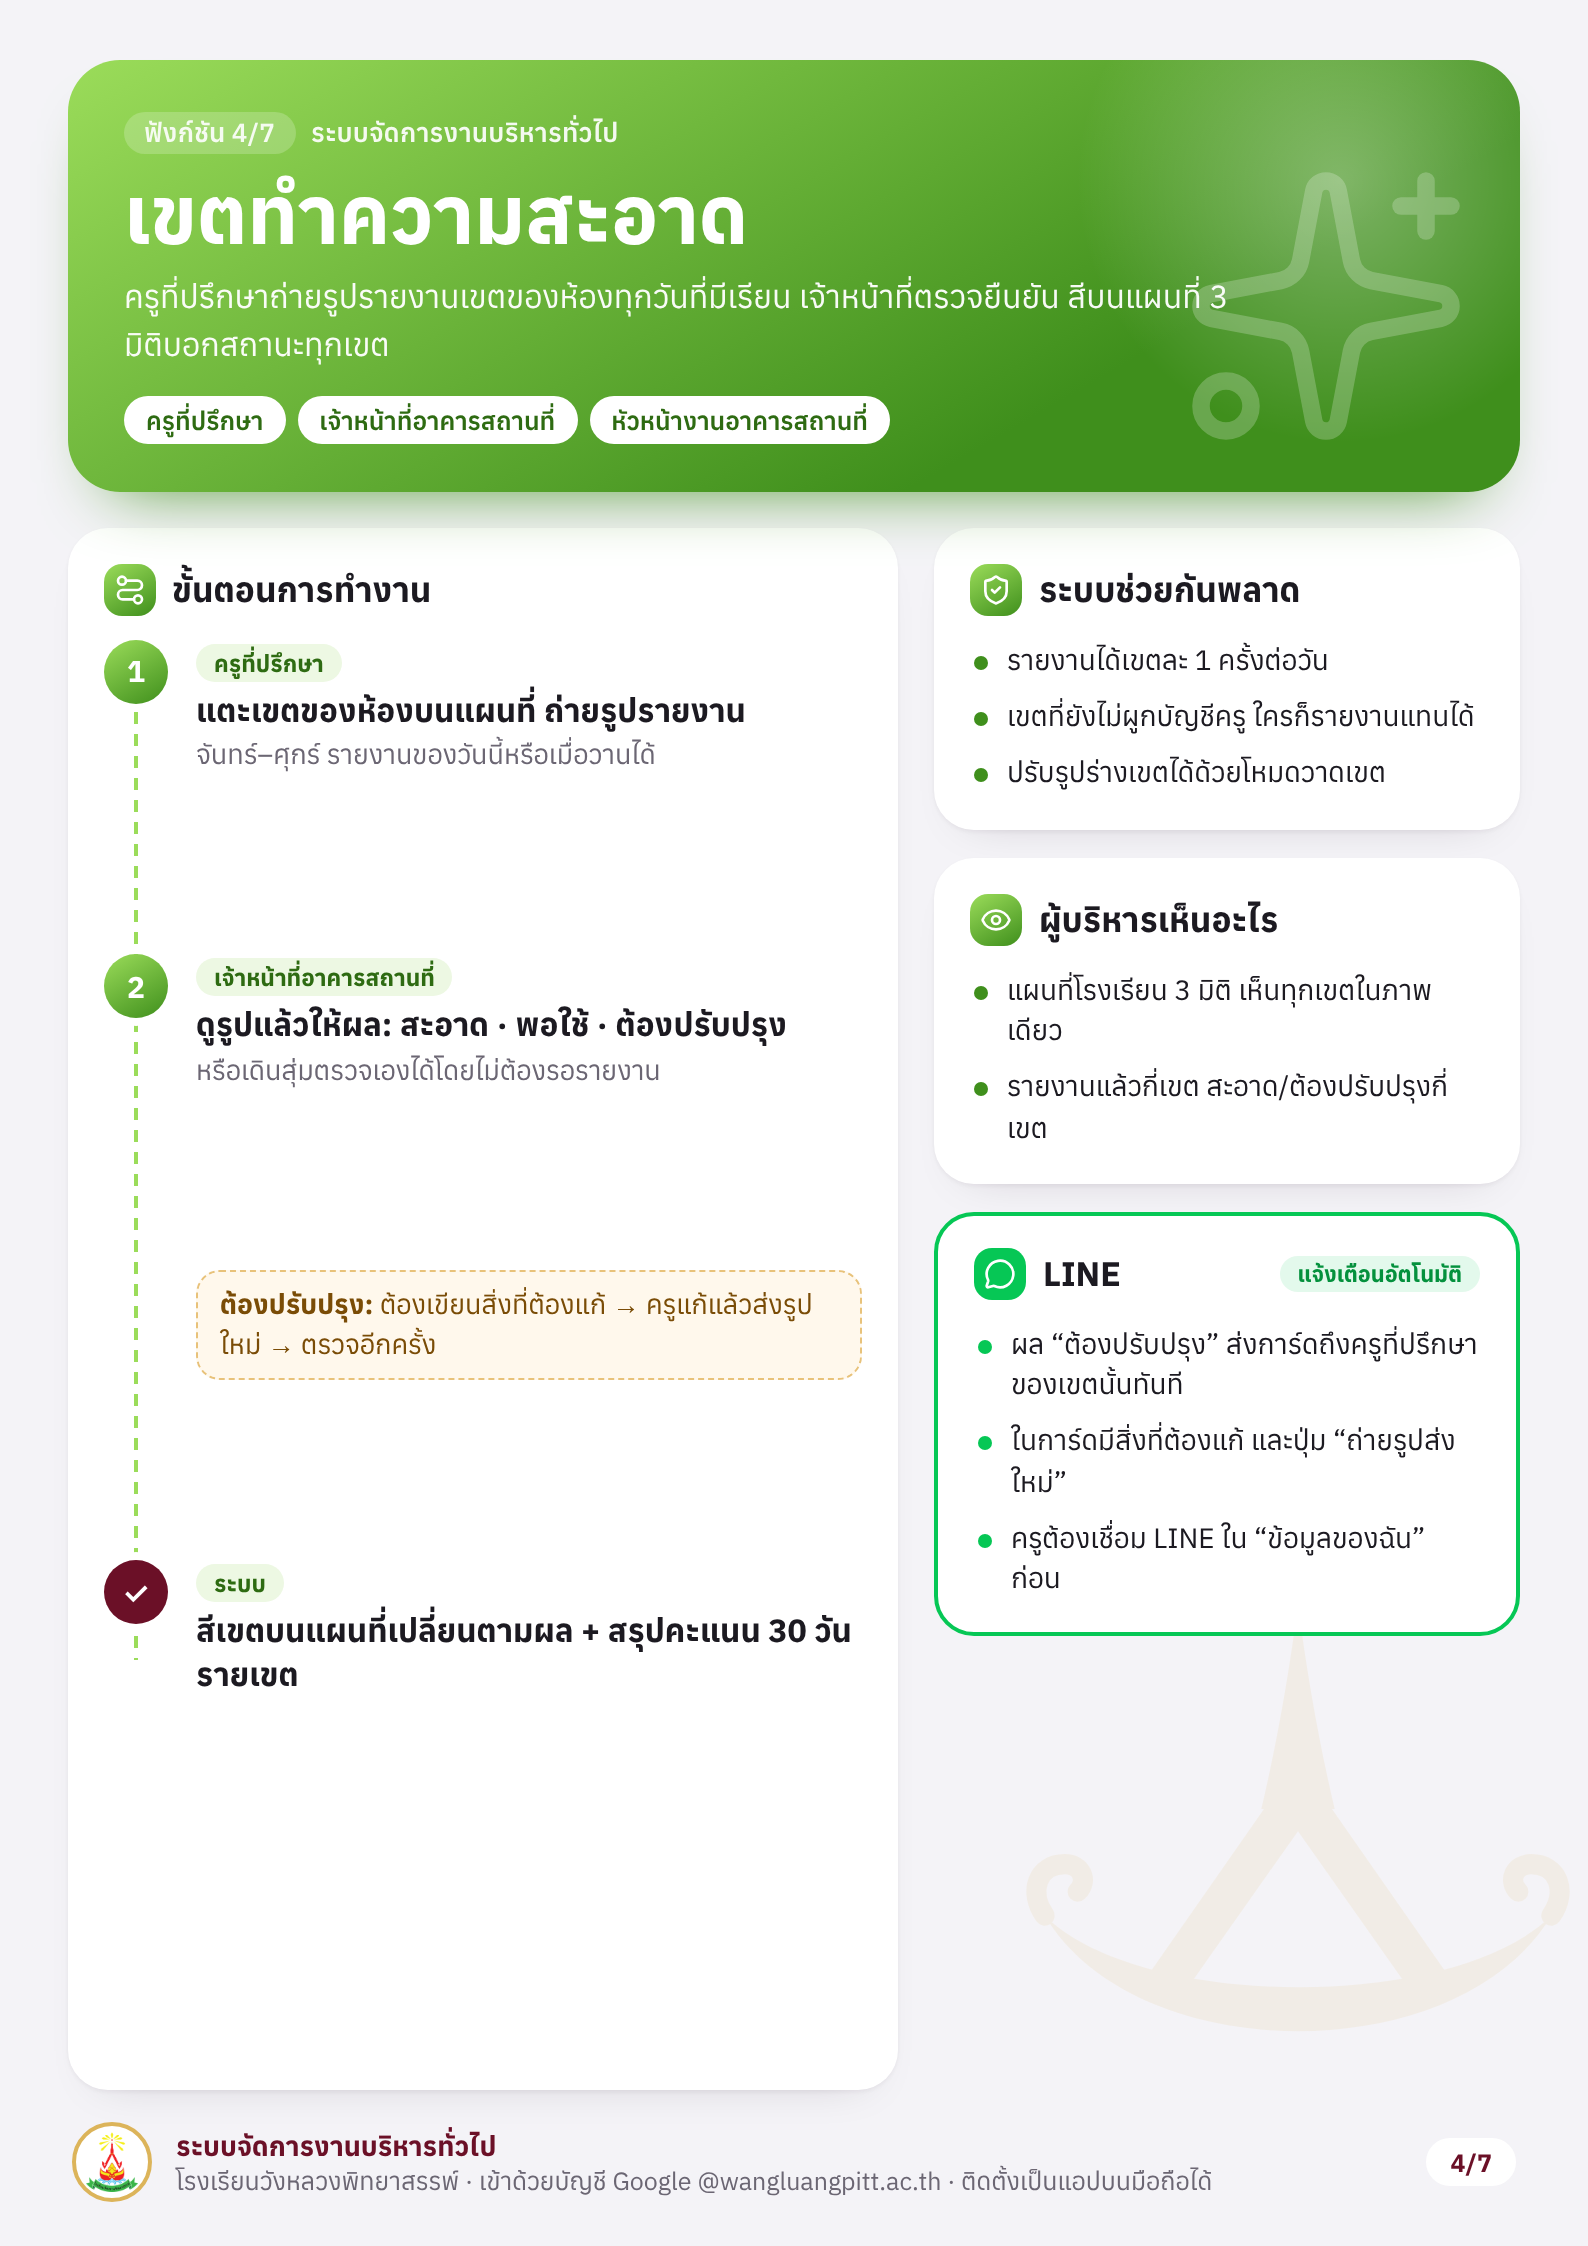 ฟังก์ชัน 4/7 ระบบจัดการงานบริหารทั่วไป
เขตทำความสะอาด
ครูที่ปรึกษาถ่ายรูปรายงานเขตของห้องทุกวันที่มีเรียน เจ้าหน้าที่ตรวจยืนยัน สีบนแผนที่ 3
มิติบอกสถานะทุกเขต
ครูที่ปรึกษา เจ้าหน้าที่อาคารสถานที่ หัวหน้างานอาคารสถานที่
ขั้นตอนการทำงาน
1
ครูที่ปรึกษา
แตะเขตของห้องบนแผนที่ ถ่ายรูปรายงาน
จันทร์–ศุกร์ รายงานของวันนี้หรือเมื่อวานได้
2
เจ้าหน้าที่อาคารสถานที่
ดูรูปแล้วให้ผล: สะอาด · พอใช้ · ต้องปรับปรุง
หรือเดินสุ่มตรวจเองได้โดยไม่ต้องรอรายงาน
ต้องปรับปรุง: ต้องเขียนสิ่งที่ต้องแก้ → ครูแก้แล้วส่งรูป
ใหม่ → ตรวจอีกครั้ง
ระบบ
สีเขตบนแผนที่เปลี่ยนตามผล + สรุปคะแนน 30 วัน
รายเขต
ระบบช่วยกันพลาด
รายงานได้เขตละ 1 ครั้งต่อวัน
เขตที่ยังไม่ผูกบัญชีครู ใครก็รายงานแทนได้
ปรับรูปร่างเขตได้ด้วยโหมดวาดเขต
ผู้บริหารเห็นอะไร
แผนที่โรงเรียน 3 มิติ เห็นทุกเขตในภาพ
เดียว
รายงานแล้วกี่เขต สะอาด/ต้องปรับปรุงกี่
เขต
LINE แจ้งเตือนอัตโนมัติ
ผล “ต้องปรับปรุง” ส่งการ์ดถึงครูที่ปรึกษา
ของเขตนั้นทันที
ในการ์ดมีสิ่งที่ต้องแก้ และปุ่ม “ถ่ายรูปส่ง
ใหม่”
ครูต้องเชื่อม LINE ใน “ข้อมูลของฉัน”
ก่อน
ระบบจัดการงานบริหารทั่วไป
โรงเรียนวังหลวงพิทยาสรรพ์ · เข้าด้วยบัญชี Google @wangluangpitt.ac.th · ติดตั้งเป็นแอปบนมือถือได้
4/7